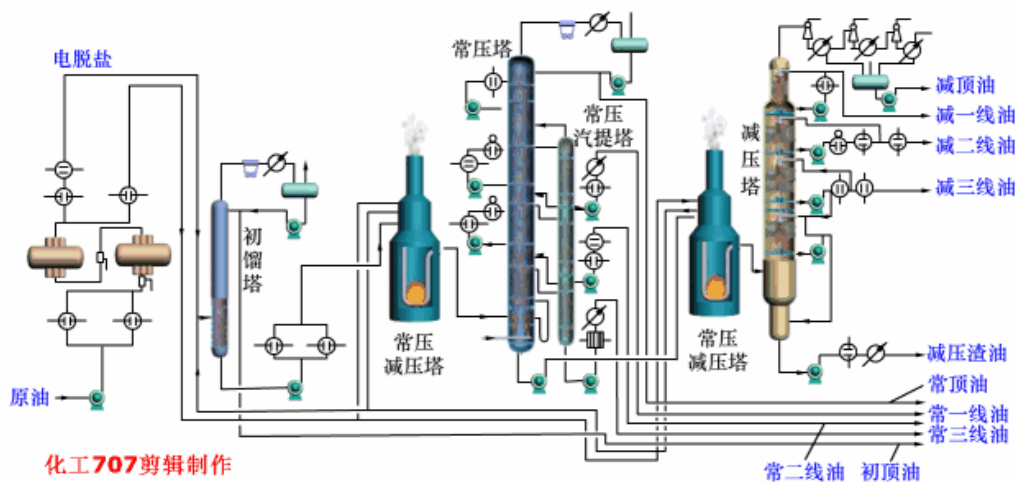 电脱盐
常压塔
常压
汽提塔
减压塔
减顶油
减一线油
减二线油
减三线油
初馏塔
常压
减压塔
常压
减压塔
减压渣油
原油
常顶油
常一线油
常三线油
常二线油
初顶油
化工707剪辑制作